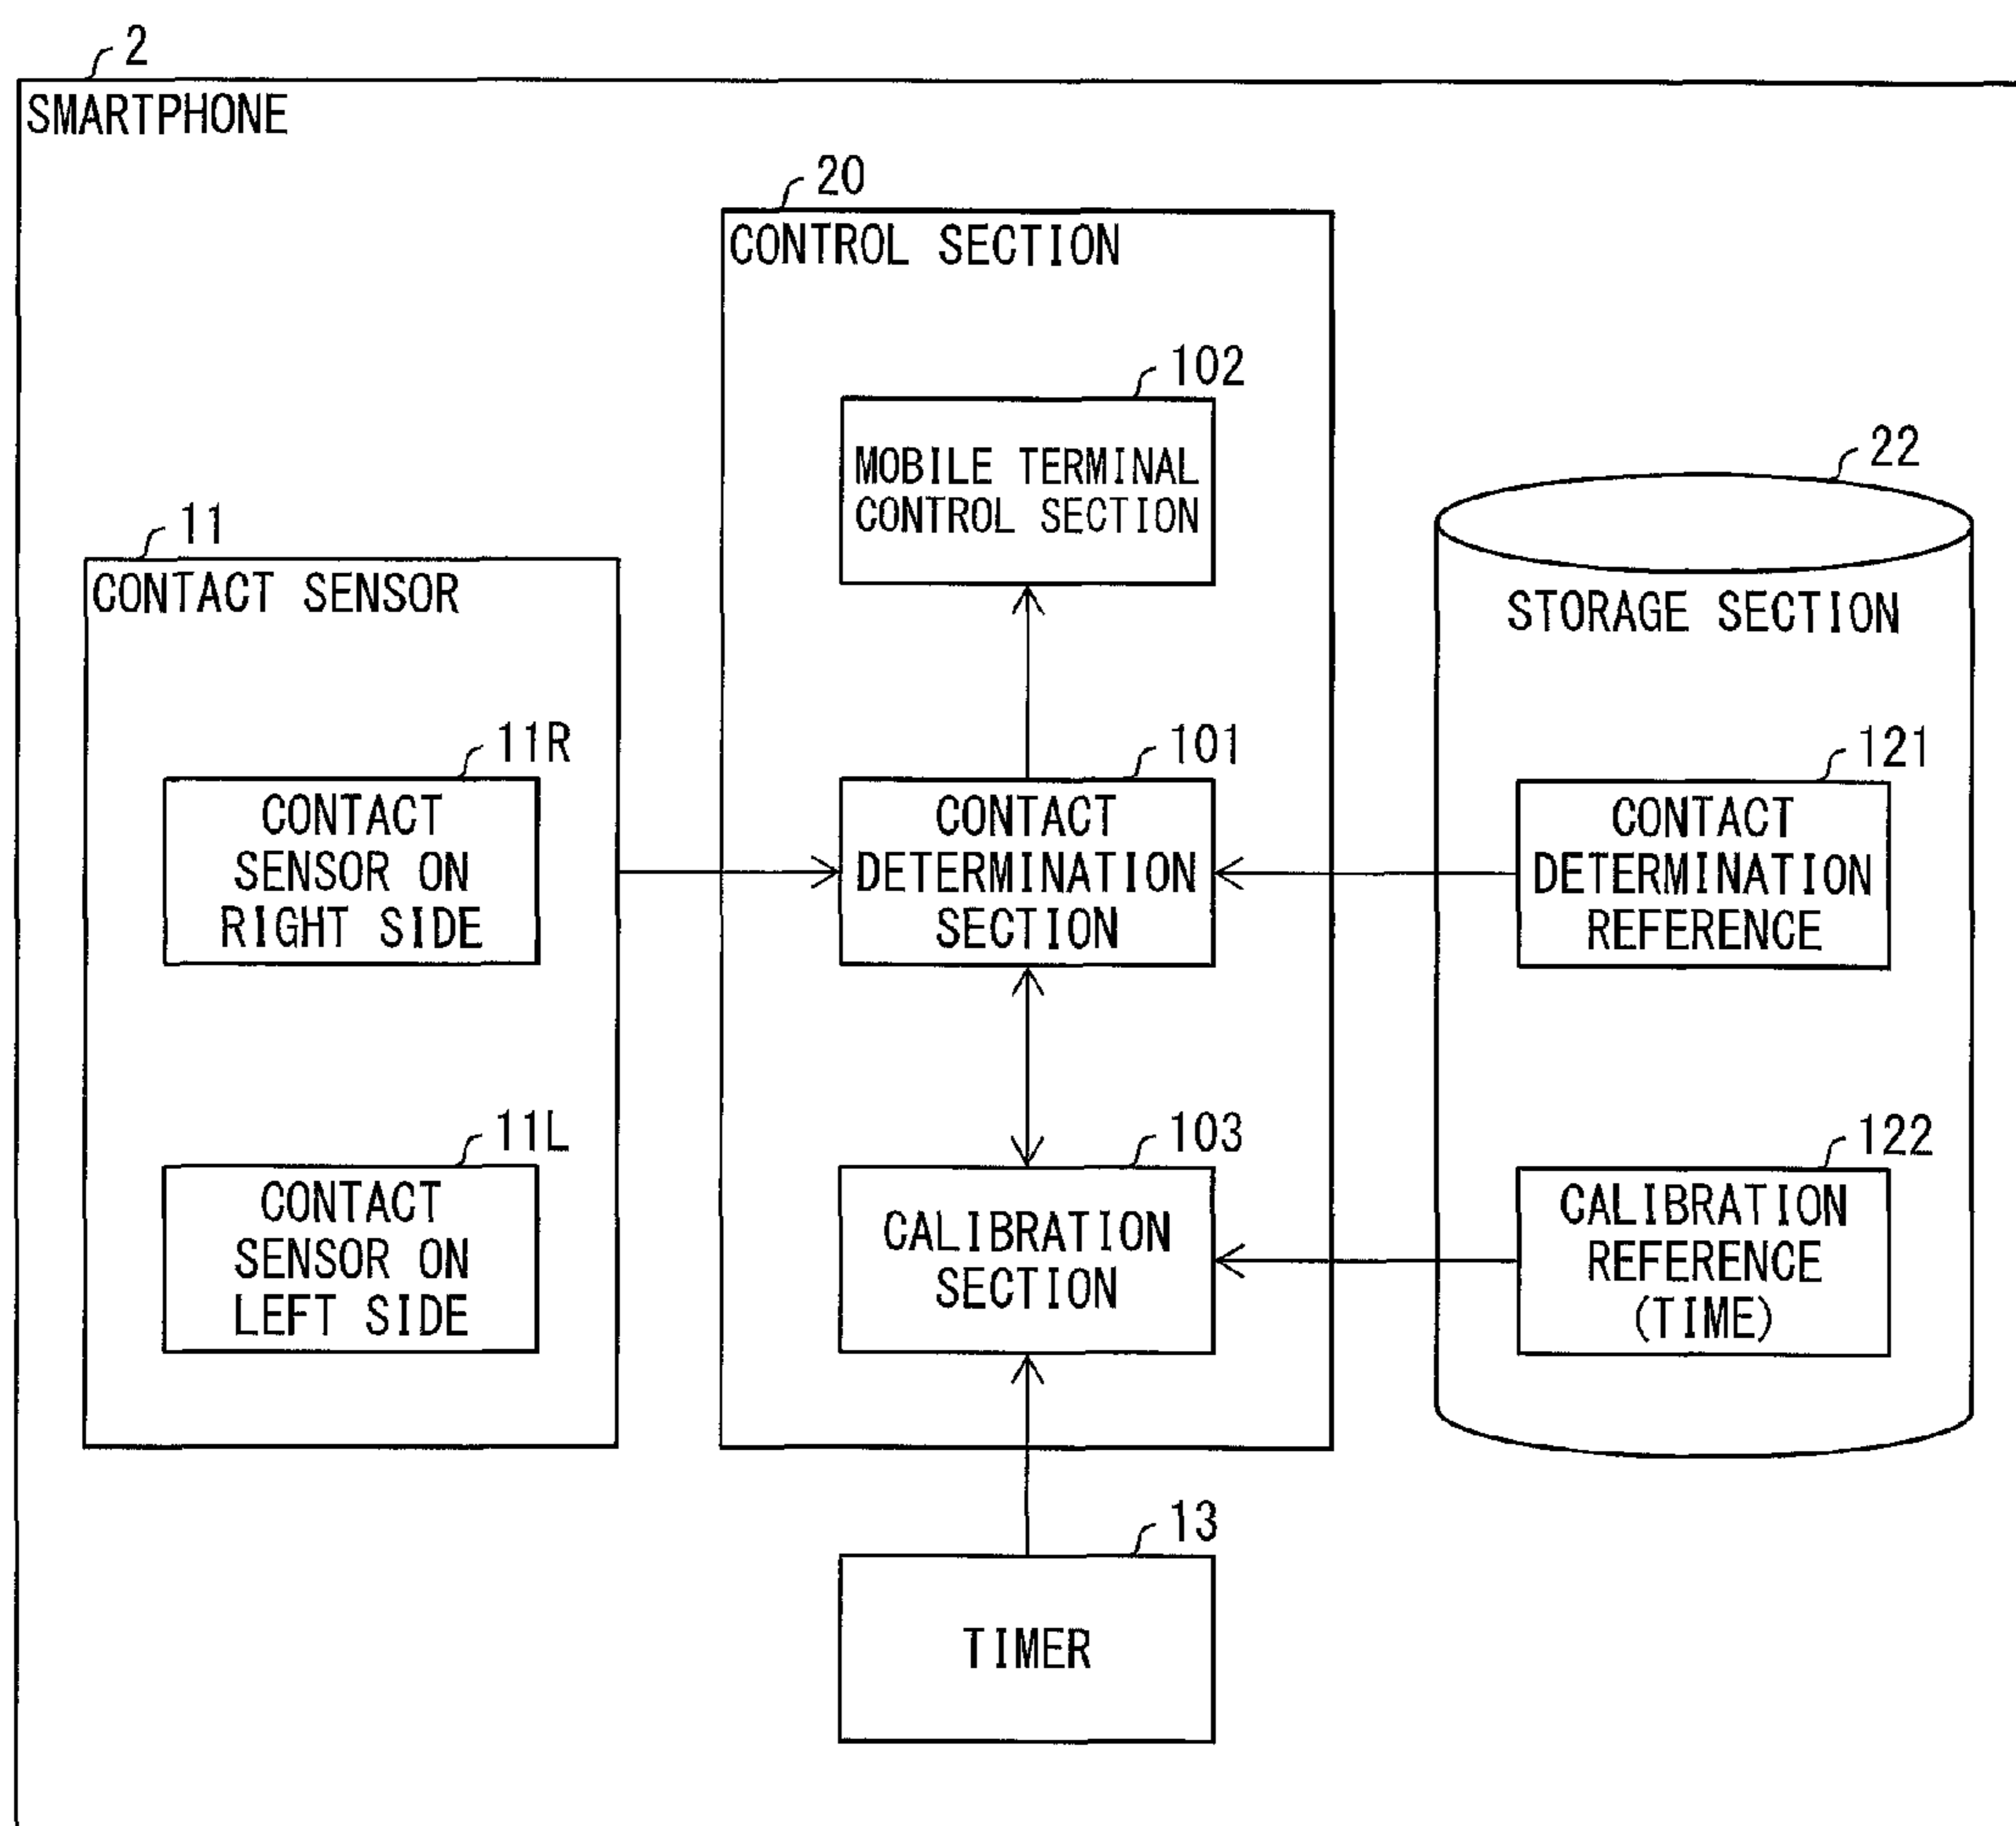 2
SMARTPHONE
20
CONTROL SECTION
102
MOBILE TERMINAL
CONTROL SECTION
22
STORAGE SECTION
11
CONTACT SENSOR
11R
CONTACT
SENSOR ON
RIGHT SIDE
101
CONTACT
DETERMINATION
SECTION
121
CONTACT
DETERMINATION
REFERENCE
11L
CONTACT
SENSOR ON
LEFT SIDE
103
CALIBRATION
SECTION
122
CALIBRATION
REFERENCE
(TIME)
13
TIMER